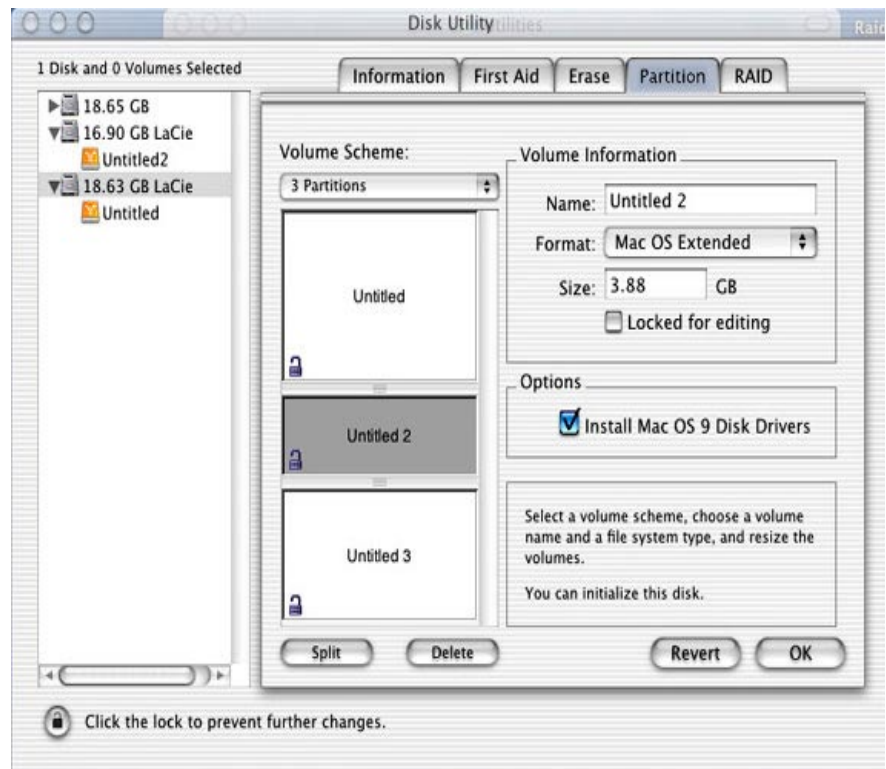 Disk Utility
Raid
1 Disk and 0 Volumes Selected
Information
First Aid
Erase
Partition
RAID
18.65 GB
16.90 GB LaCie
Untitled2
18.63 GB LaCie
Untitled
Volume Scheme:
3 Partitions
Untitled
Untitled 2
Untitled 3
Split
Delete
Volume Information
Name: Untitled 2
Format: Mac OS Extended
Size: 3.88 GB
Locked for editing
Options
Install Mac OS 9 Disk Drivers
Select a volume scheme, choose a volume
name and a file system type, and resize the
volumes.
You can initialize this disk.
Revert
OK
Click the lock to prevent further changes.